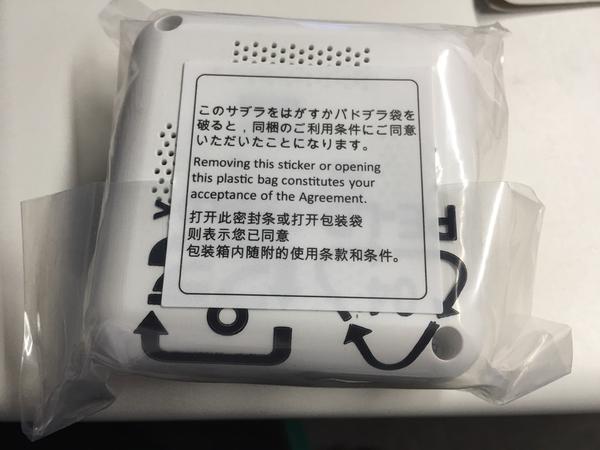 このサヂラをはがすかバドヂラ袋を
破ると，同梱のご利用条件にご同意
いただいたことになります。
Removing this sticker or opening
this plastic bag constitutes your
acceptance of the Agreement.
打开此密封条或打开包装袋
则表示您已同意
包装箱内随附的使用条款和条件。